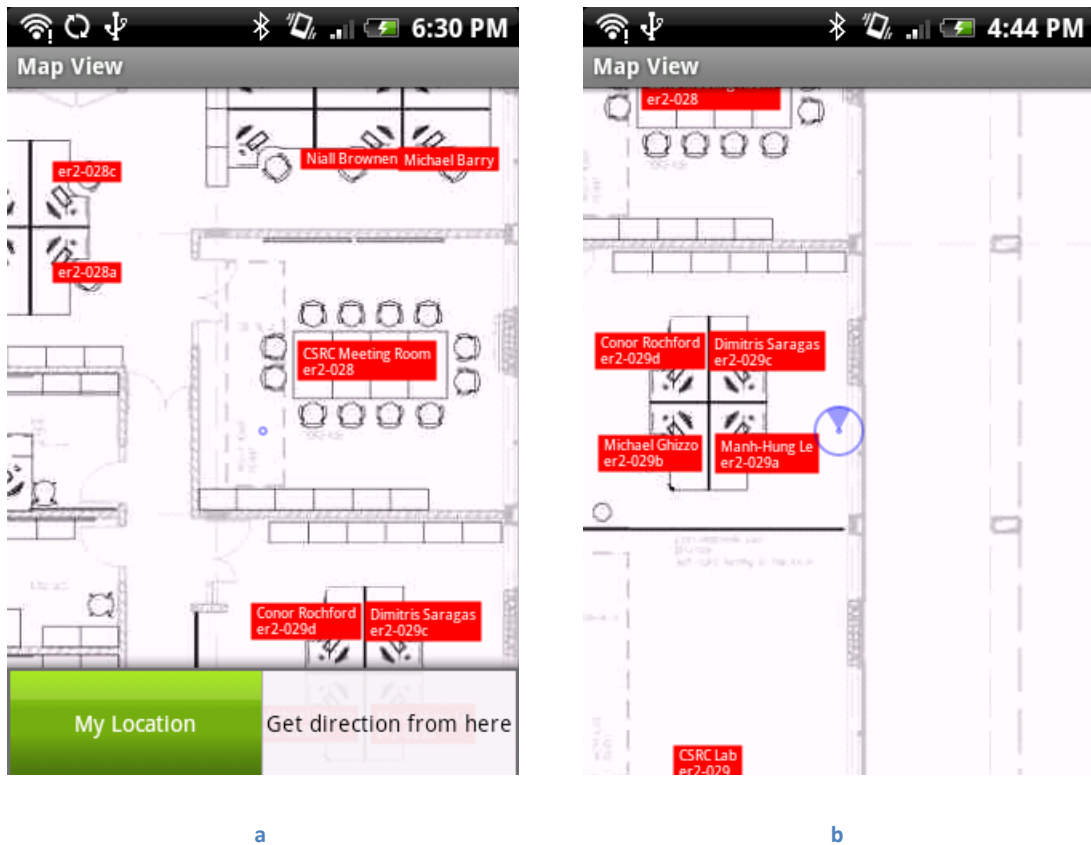 6:30 PM
Map View
Niall Brownen
Michael Barry
er2-028c
er2-028a
CSRC Meeting Room
er2-028
Conor Rochford
er2-029d
Dimitris Saragas
er2-029c
My Location
Get direction from here
a
4:44 PM
Map View
er2-028
Conor Rochford
er2-029d
Dimitris Saragas
er2-029c
Michael Ghizzo
er2-029b
Manh-Hung Le
er2-029a
CSRC Lab
er2-029
b